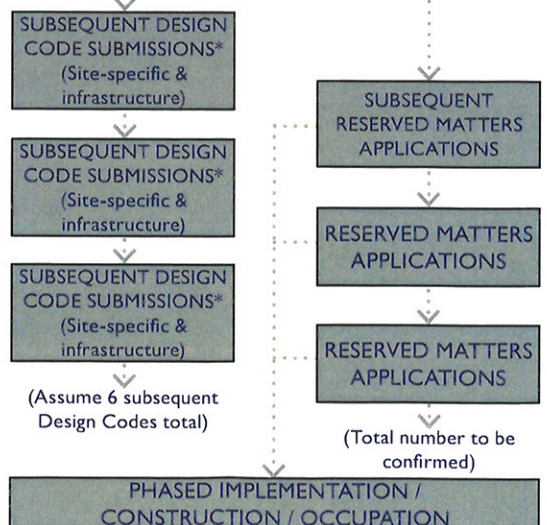 SUBSEQUENT DESIGN
CODE SUBMISSIONS*
(Site-specific &
infrastructure)
SUBSEQUENT DESIGN
CODE SUBMISSIONS*
(Site-specific &
infrastructure)
SUBSEQUENT DESIGN
CODE SUBMISSIONS*
(Site-specific &
infrastructure)
(Assume 6 subsequent
Design Codes total)
SUBSEQUENT
RESERVED MATTERS
APPLICATIONS
RESERVED MATTERS
APPLICATIONS
RESERVED MATTERS
APPLICATIONS
(Total number to be
confirmed)
PHASED IMPLEMENTATION /
CONSTRUCTION / OCCUPATION